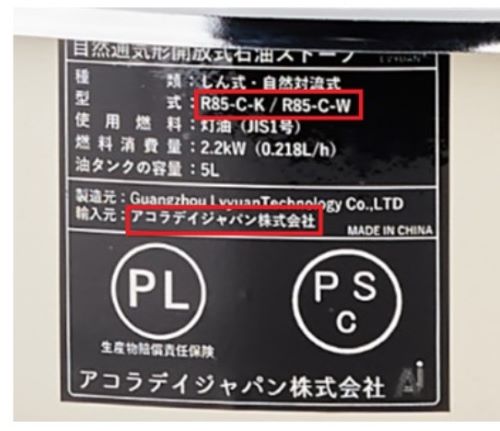 自然通気形開放式石油ストーブ
種 類：しん式・自然対流式
型 式：R85-C-K / R85-C-W
使用燃料：灯油（JIS1号）
燃料消費量：2.2kW（0.218L/h）
油タンクの容量：5L
製造元：Guangzhou LvyuanTechnology Co.,LTD
輸入元：アコラデイジャパン株式会社
MADE IN CHINA
PL
PS
C
生産物賠償責任保険
アコラデイジャパン株式会社